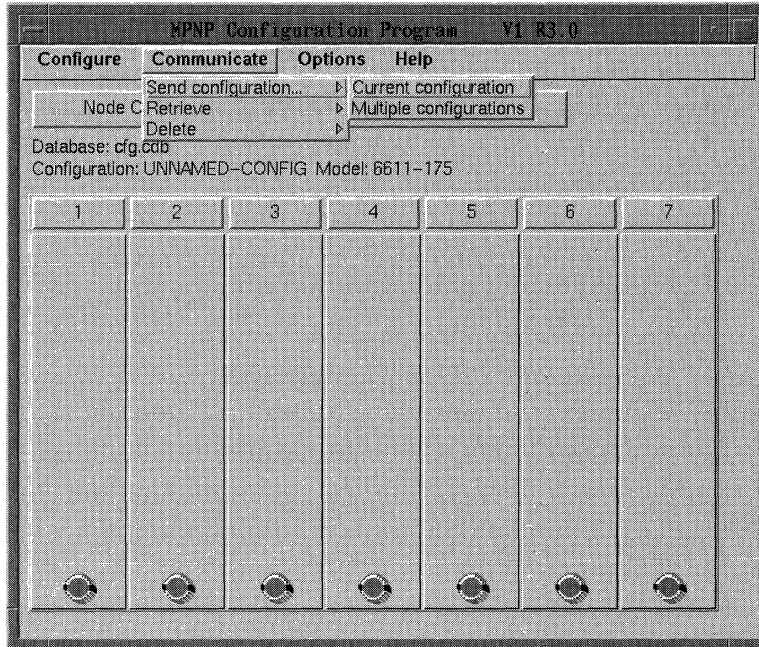 MPNP Configuration Program V1 R3.0
Configure Communicate Options Help
Send configuration...
Retrieve
Delete
Current configuration
Multiple configurations
Node C
Database: cfg.cdb
Configuration: UNNAMED-CONFIG Model: 6611-175
1 2 3 4 5 6 7